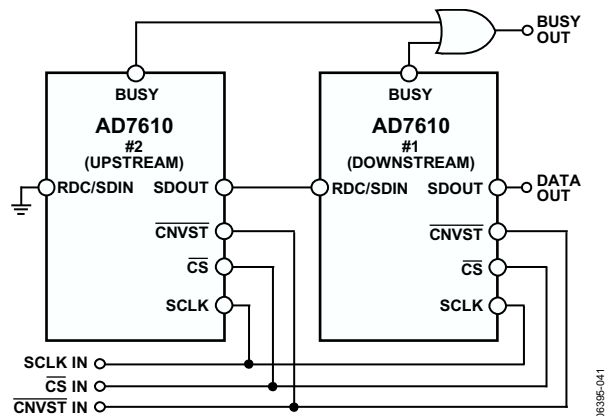 BUSY
OUT
BUSY
AD7610
#2
(UPSTREAM)
RDC/SDIN
SDOUT
CNVST
CS
SCLK
BUSY
AD7610
#1
(DOWNSTREAM)
RDC/SDIN
SDOUT
DATA
OUT
CNVST
CS
SCLK
SCLK IN
CS IN
CNVST IN
06395-041